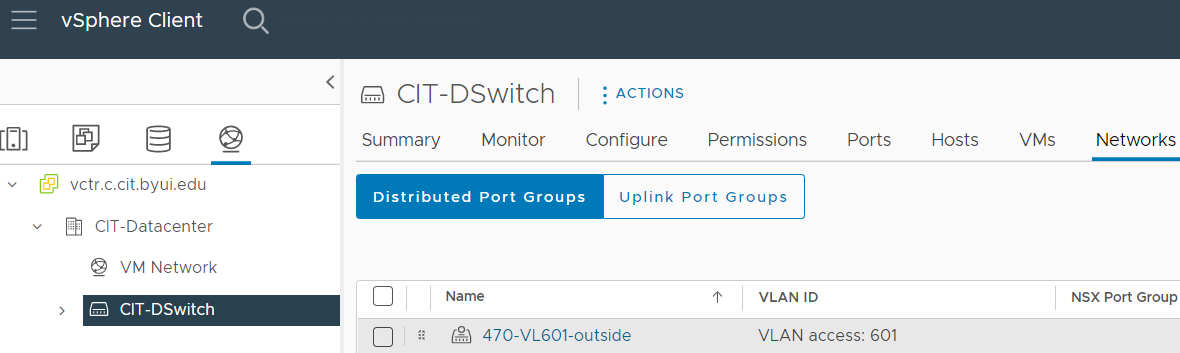 vSphere Client
CIT-DSwitch
ACTIONS
Summary Monitor Configure Permissions Ports Hosts VMs Networks
Distributed Port Groups Uplink Port Groups
vctr.c.cit.byui.edu
CIT-Datacenter
VM Network
CIT-DSwitch
Name VLAN ID NSX Port Group
470-VL601-outside VLAN access: 601